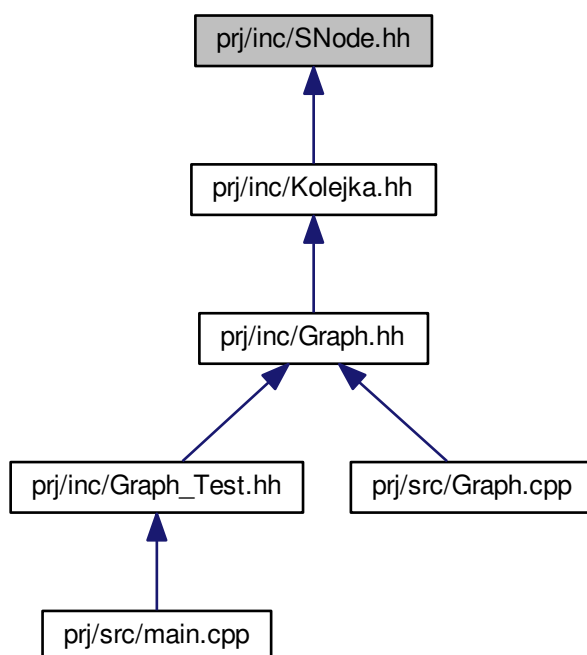 prj/inc/SNode.hh
prj/inc/Kolejka.hh
prj/inc/Graph.hh
prj/inc/Graph_Test.hh
prj/src/Graph.cpp
prj/src/main.cpp